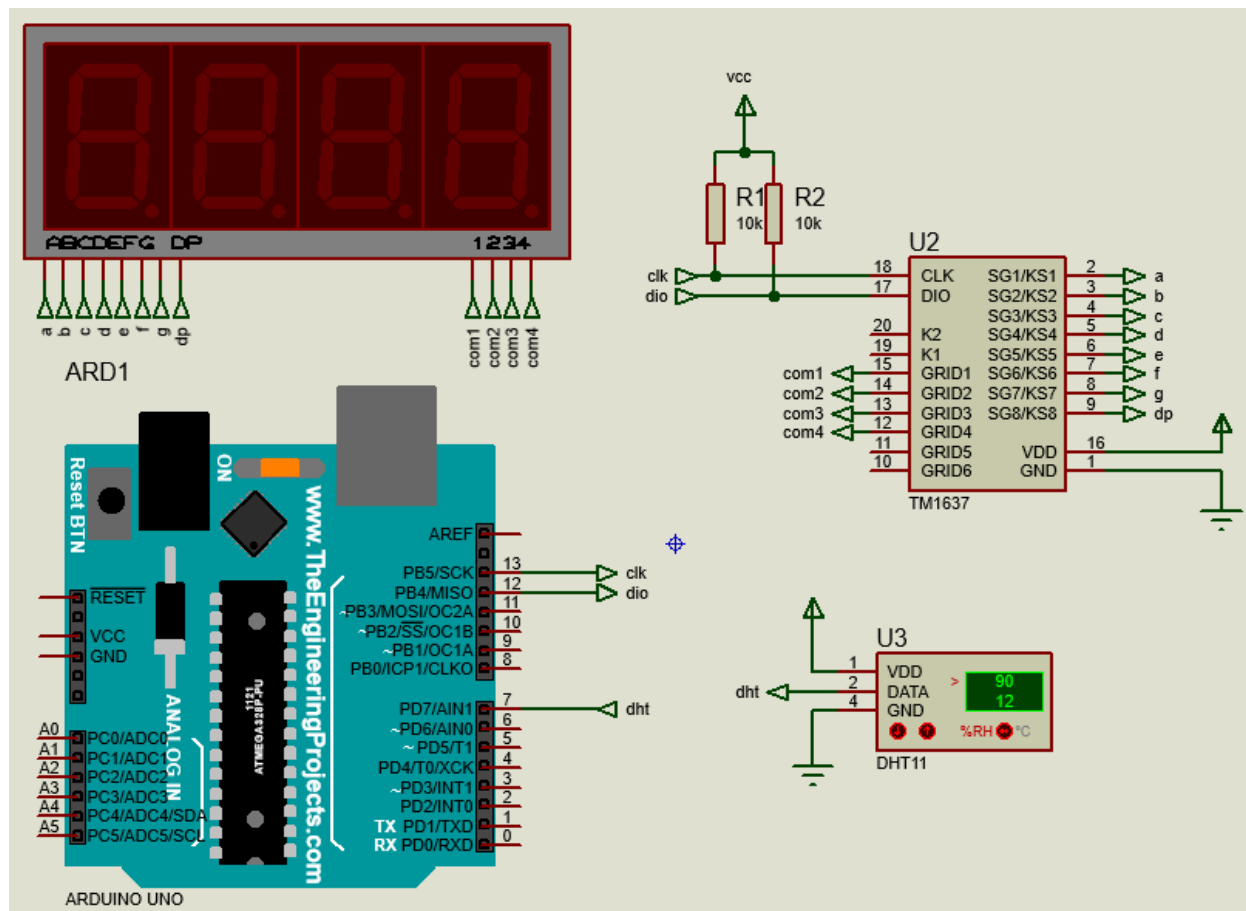 ABCDEFG DP
1234
a
b
c
d
e
f
g
dp
com1
com2
com3
com4
vcc
R1
10k
R2
10k
clk
dio
U2
18
CLK
17
DIO
20
K2
19
K1
com1
15
GRID1
com2
14
GRID2
com3
13
GRID3
com4
12
GRID4
11
GRID5
10
GRID6
SG1/KS1
2
a
SG2/KS2
3
b
SG3/KS3
4
c
SG4/KS4
5
d
SG5/KS5
6
e
SG6/KS6
7
f
SG7/KS7
8
g
SG8/KS8
9
dp
VDD
16
GND
1
TM1637
ARD1
Reset BTN
ON
www.TheEngineeringProjects.com
ANALOG IN
1121
ATMEGA328P-PU
RESET
VCC
GND
A0
PC0/ADC0
A1
PC1/ADC1
A2
PC2/ADC2
A3
PC3/ADC3
A4
PC4/ADC4/SDA
A5
PC5/ADC5/SCL
AREF
PB5/SCK
13
clk
PB4/MISO
12
dio
~PB3/MOSI/OC2A
11
~PB2/SS/OC1B
10
~PB1/OC1A
9
PB0/ICP1/CLKO
8
PD7/AIN1
7
dht
~PD6/AIN0
6
~PD5/T1
5
PD4/T0/XCK
4
~PD3/INT1
3
PD2/INT0
2
TX PD1/TXD
1
RX PD0/RXD
0
ARDUINO UNO
U3
1
VDD
dht
2
DATA
4
GND
>
90
12
%RH
°C
DHT11